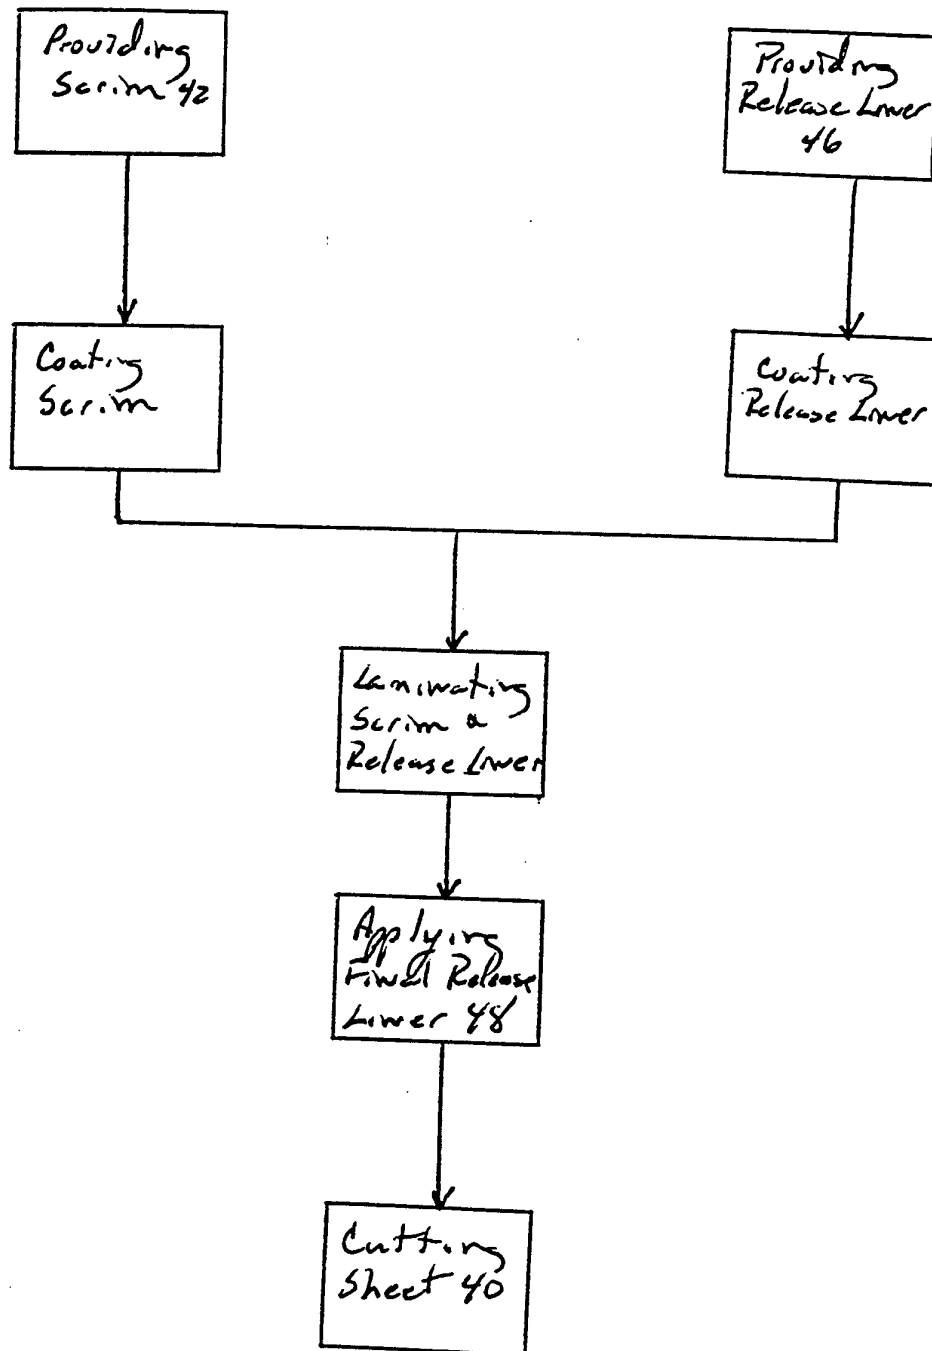 Providing
Scrim 42
Providing
Release Liner
46
Coating
Scrim
Coating
Release Liner
Laminating
Scrim &
Release Liner
Applying
Final Release
Liner 48
Cutting
Sheet 40